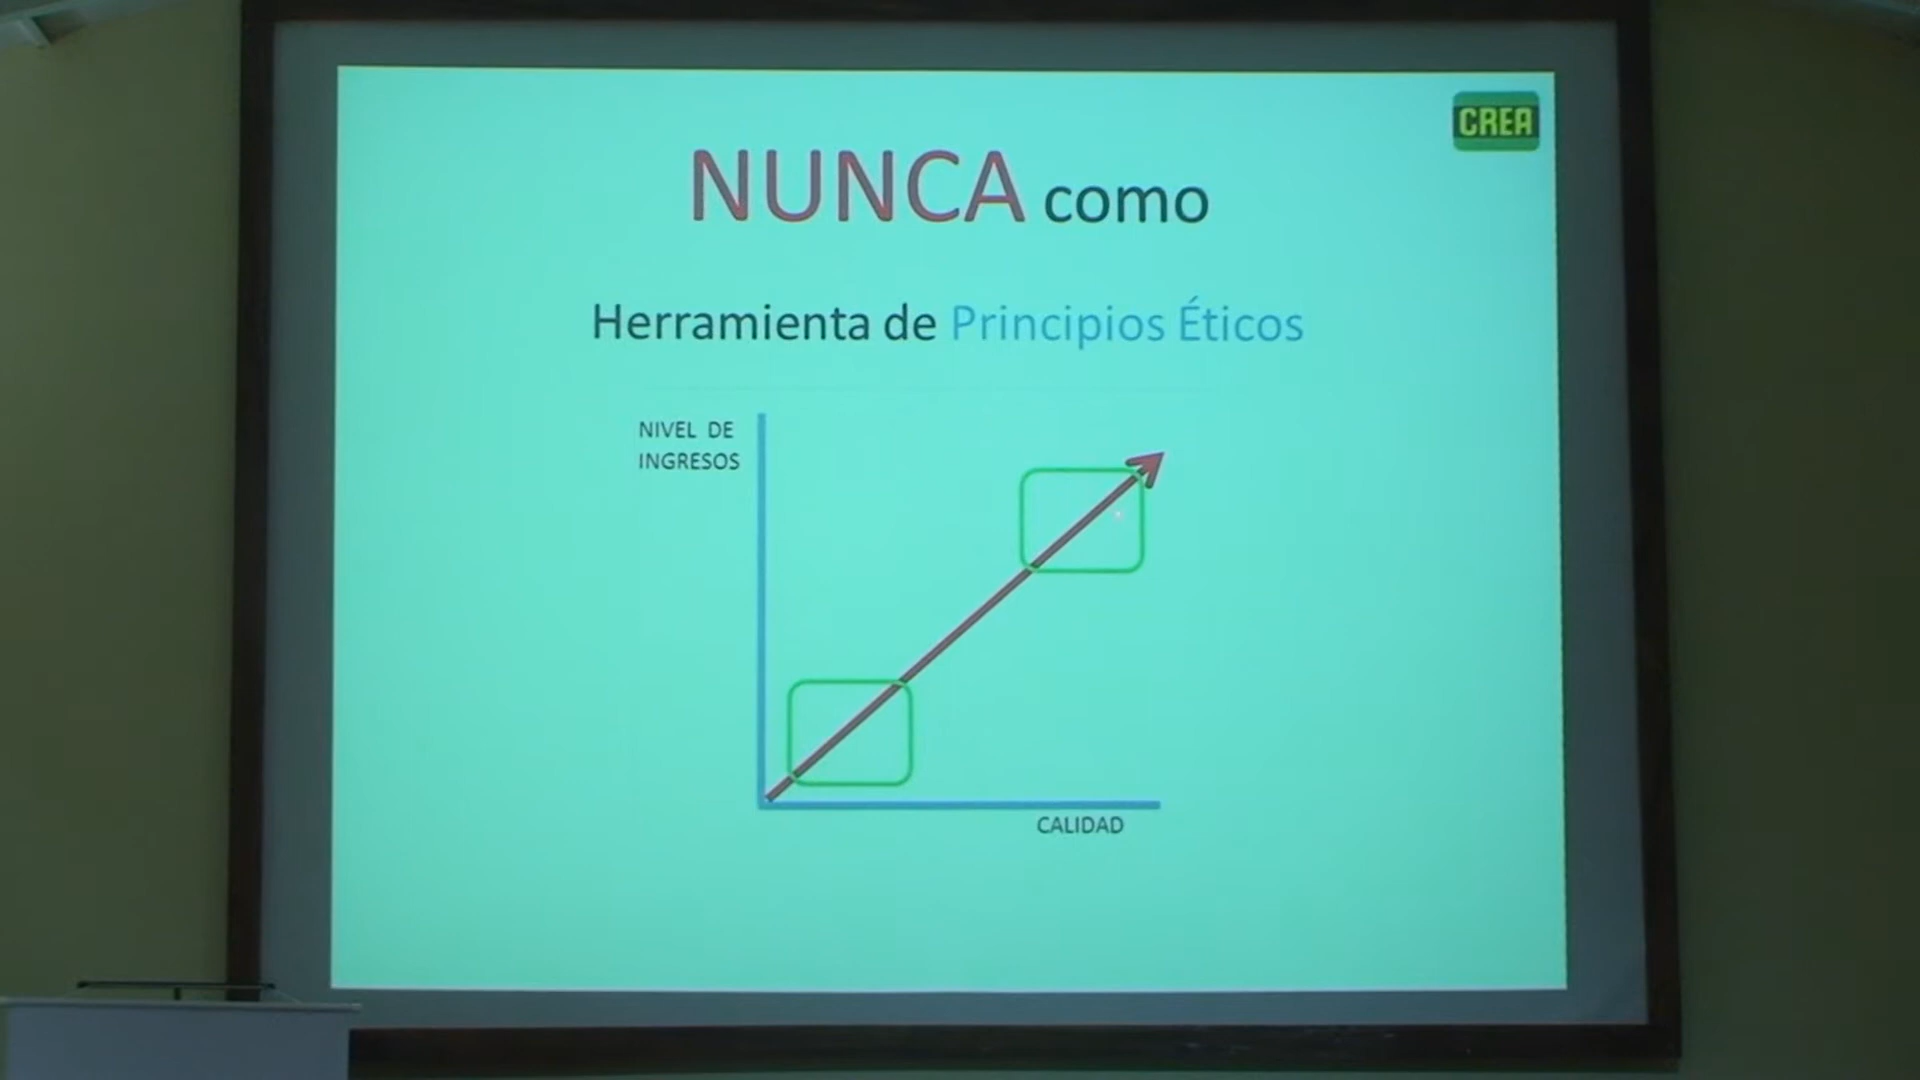 CREA
NUNCA como
Herramienta de Principios Éticos
NIVEL DE
INGRESOS
CALIDAD